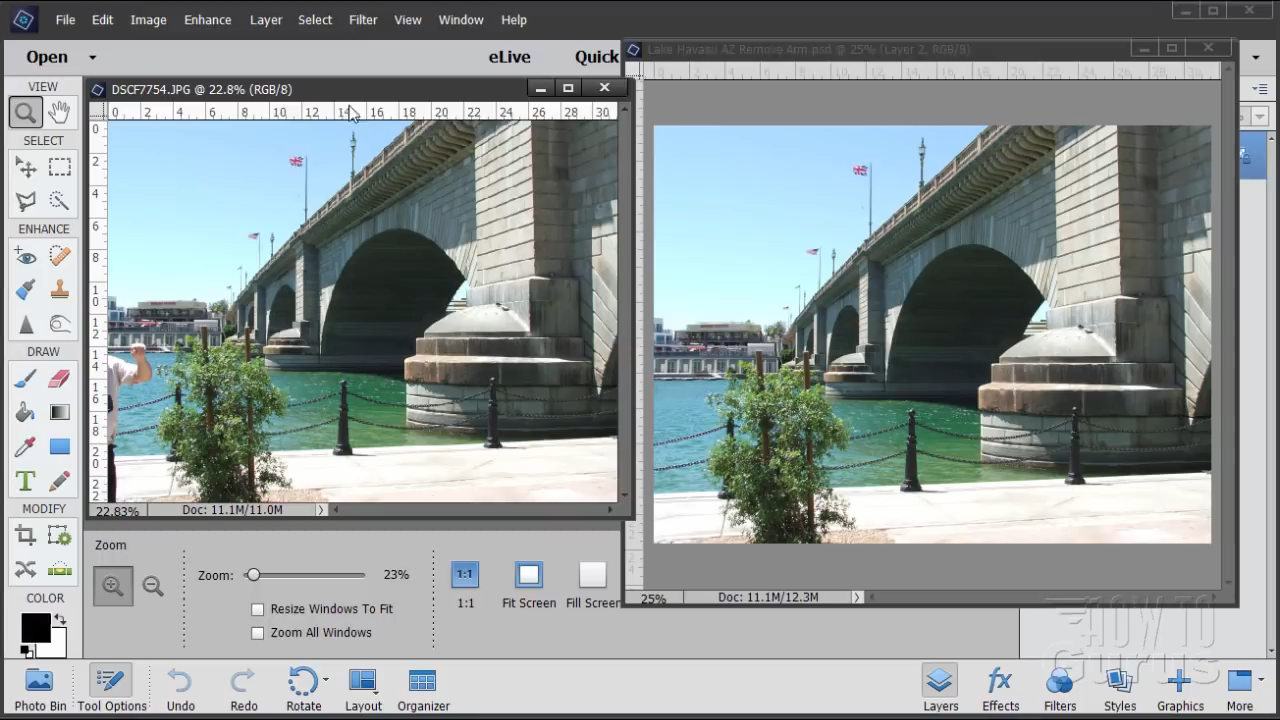 File Edit Image Enhance Layer Select Filter View Window Help
Open eLive Quick
Lake Havasu AZ Remove Arm.psd @ 25% (Layer 2, RGB/8)
VIEW
DSCF7754.JPG @ 22.8% (RGB/8)
0 2 4 6 8 10 12 14 16 18 20 22 24 26 28 30
SELECT
ENHANCE
DRAW
MODIFY
COLOR
22.83% Doc: 11.1M/11.0M
25% Doc: 11.1M/12.3M
Zoom
Zoom: 23%
1:1
1:1 Fit Screen Fill Screen
Resize Windows To Fit
Zoom All Windows
HOW TO
Gurus
Photo Bin Tool Options Undo Redo Rotate Layout Organizer Layers Effects Filters Styles Graphics More